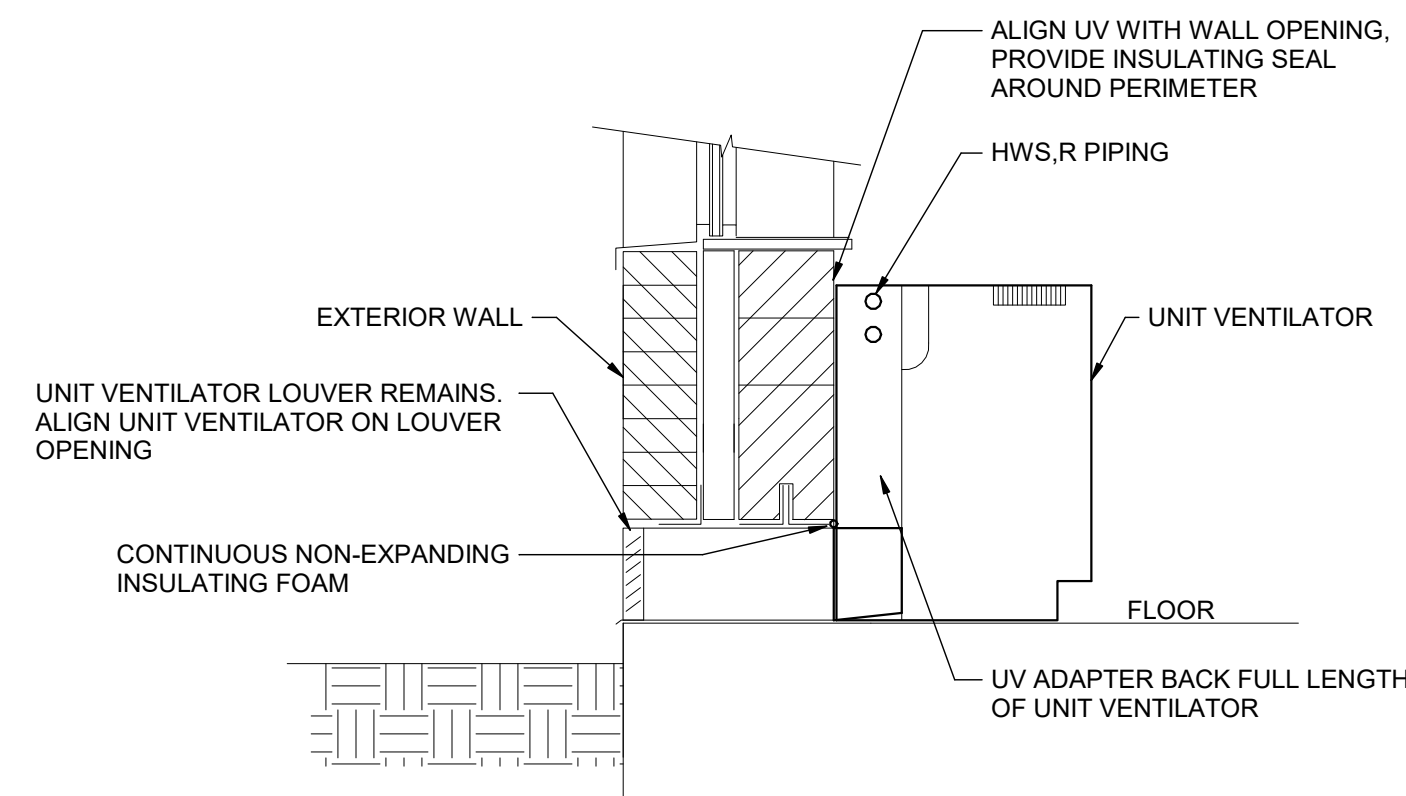 ALIGN UV WITH WALL OPENING,
PROVIDE INSULATING SEAL
AROUND PERIMETER
HWS,R PIPING
EXTERIOR WALL
UNIT VENTILATOR
UNIT VENTILATOR LOUVER REMAINS.
ALIGN UNIT VENTILATOR ON LOUVER
OPENING
CONTINUOUS NON-EXPANDING
INSULATING FOAM
FLOOR
UV ADAPTER BACK FULL LENGTH
OF UNIT VENTILATOR